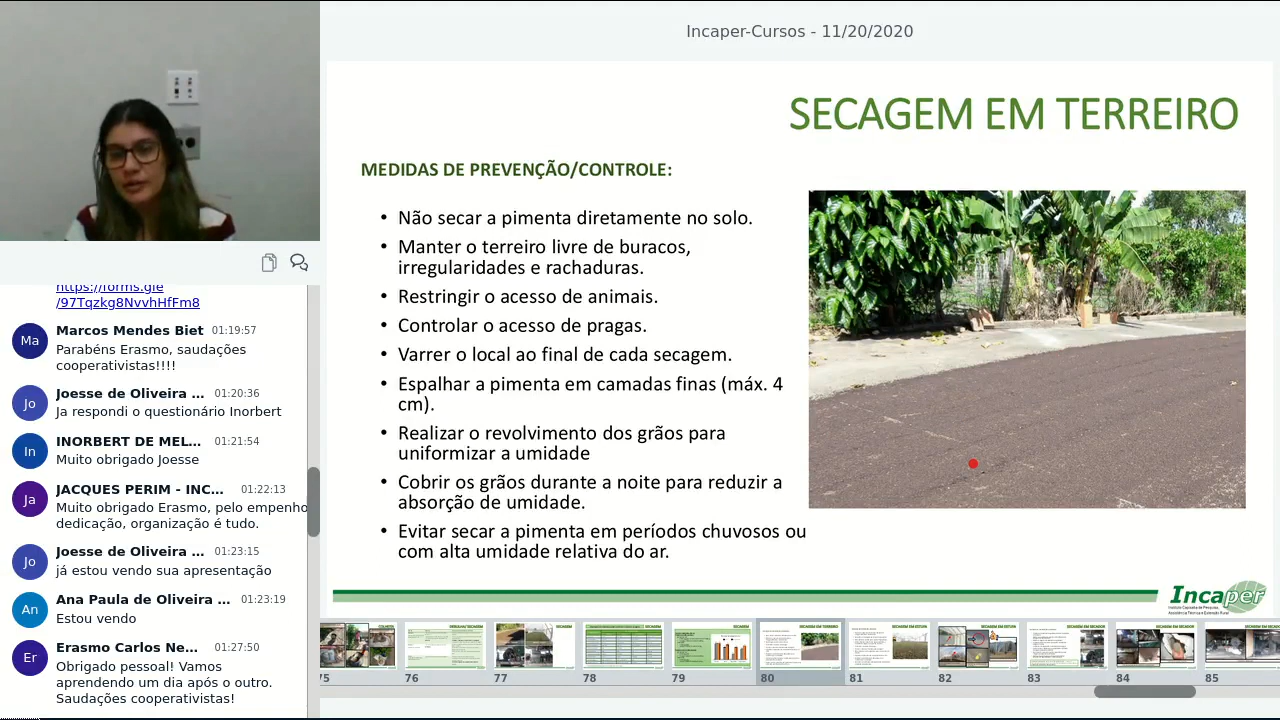 Incaper-Cursos - 11/20/2020
https://forms.gle
/97Tqzkg8NvvhHfFm8
Marcos Mendes Biet 01:19:57
Parabéns Erasmo, saudações
cooperativistas!!!!
Joesse de Oliveira ... 01:20:36
Ja respondi o questionário Inorbert
INORBERT DE MEL... 01:21:54
Muito obrigado Joesse
JACQUES PERIM - INC... 01:22:13
Muito obrigado Erasmo, pelo empenho
dedicação, organização é tudo.
Joesse de Oliveira ... 01:23:15
já estou vendo sua apresentação
Ana Paula de Oliveira ... 01:23:19
Estou vendo
Erasmo Carlos Ne... 01:27:50
Obrigado pessoal! Vamos
aprendendo um dia após o outro.
Saudações cooperativistas!
Ma
Jo
In
Ja
Jo
An
Er
SECAGEM EM TERREIRO
MEDIDAS DE PREVENÇÃO/CONTROLE:
• Não secar a pimenta diretamente no solo.
• Manter o terreiro livre de buracos,
irregularidades e rachaduras.
• Restringir o acesso de animais.
• Controlar o acesso de pragas.
• Varrer o local ao final de cada secagem.
• Espalhar a pimenta em camadas finas (máx. 4
cm).
• Realizar o revolvimento dos grãos para
uniformizar a umidade
• Cobrir os grãos durante a noite para reduzir a
absorção de umidade.
• Evitar secar a pimenta em períodos chuvosos ou
com alta umidade relativa do ar.
Incaper
Instituto Capixaba de Pesquisa,
Assistência Técnica e Extensão Rural
75 76 77 78 79 80 81 82 83 84 85